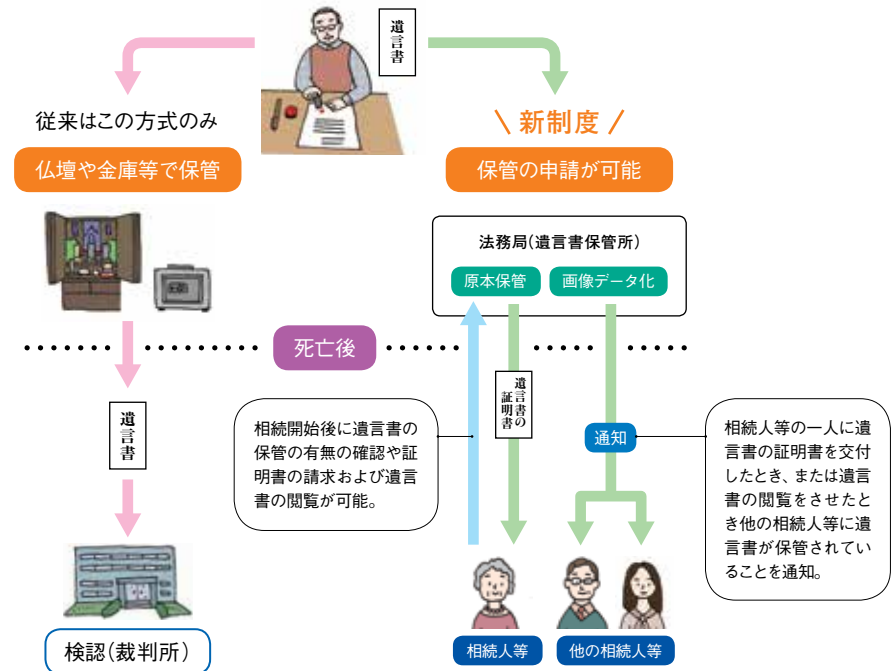 遺言書
従来はこの方式のみ
仏壇や金庫等で保管
新制度
保管の申請が可能
法務局(遺言書保管所)
原本保管
画像データ化
死亡後
遺言書
相続開始後に遺言書の
保管の有無の確認や証
明書の請求および遺言
書の閲覧が可能。
遺言書の
証明書
通知
相続人等の一人に遺
言書の証明書を交付
したとき、または遺言
書の閲覧をさせたと
き他の相続人等に遺
言書が保管されてい
ることを通知。
検認(裁判所)
相続人等
他の相続人等